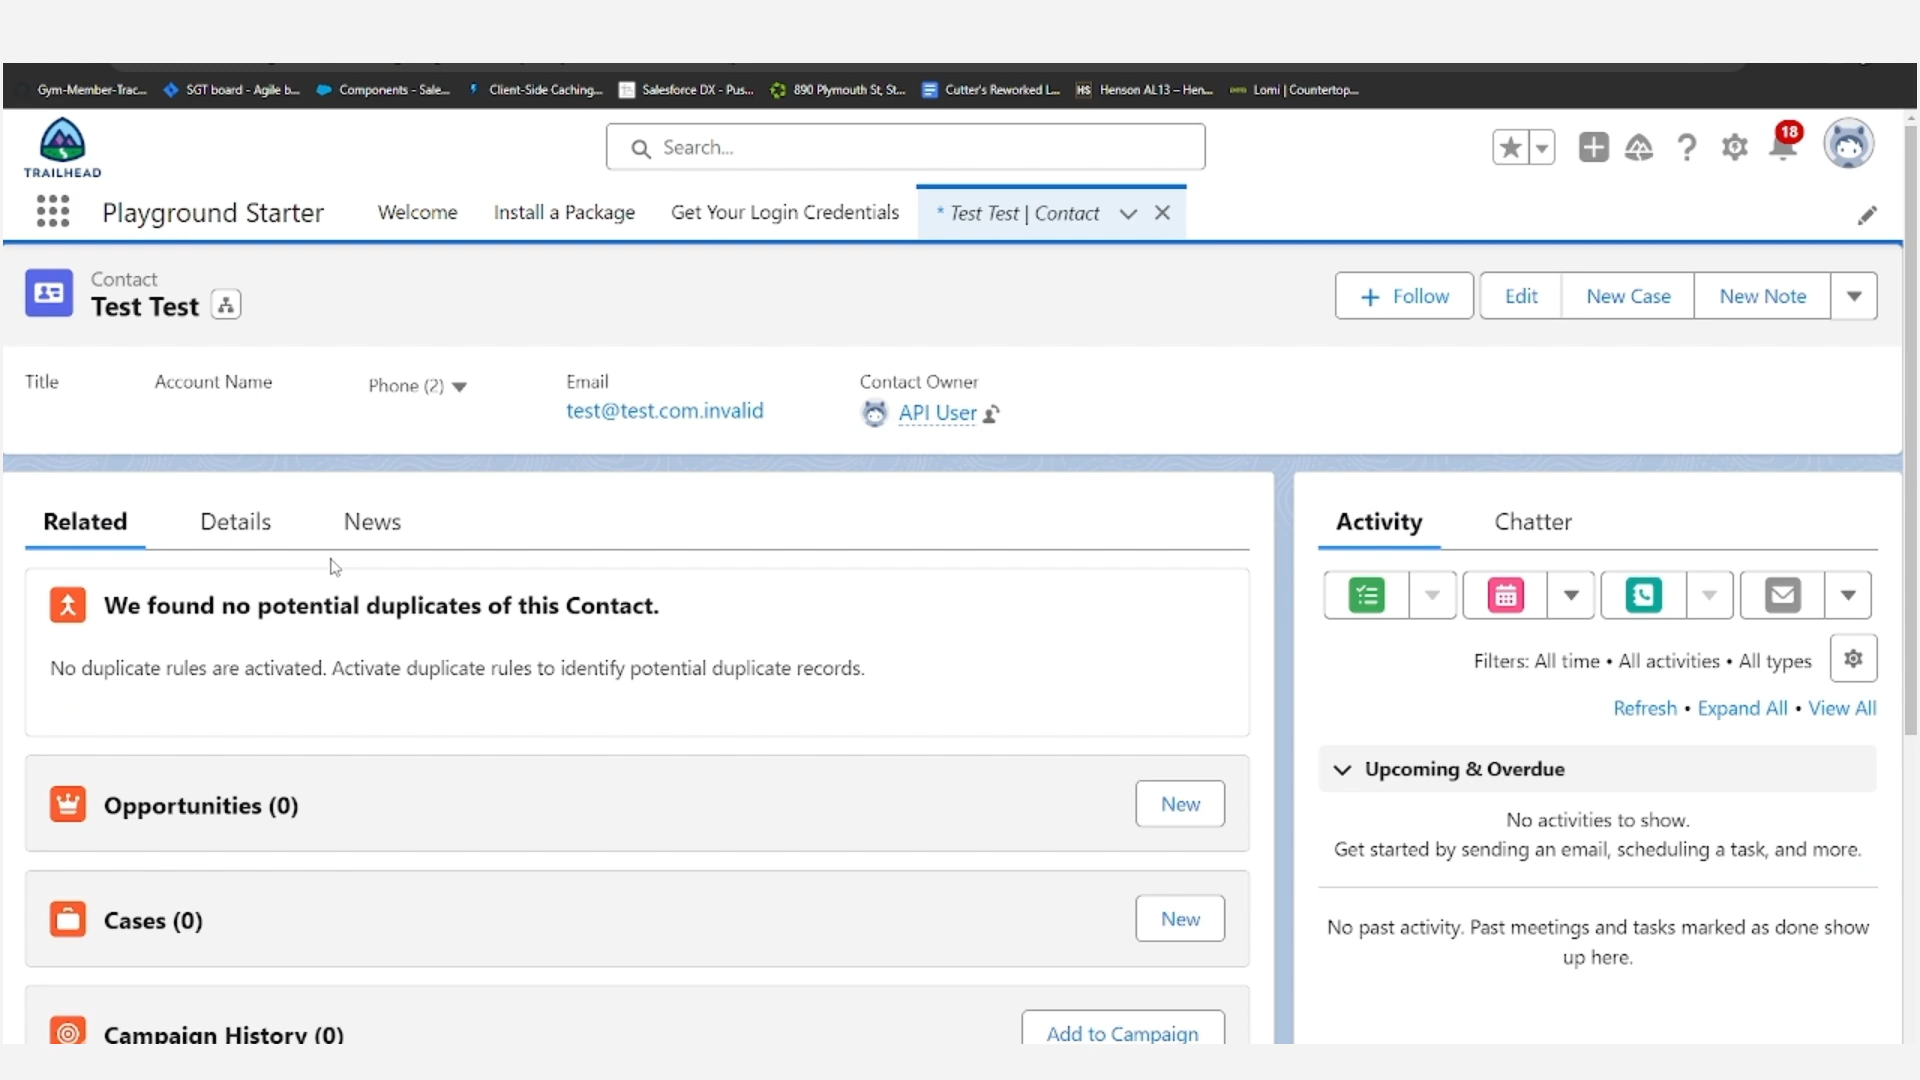 Gym-Member-Trac... SGT board - Agile b... Components - Sale... Client-Side Caching... Salesforce DX - Pus... 890 Plymouth St, St... Cutter's Reworked L... HS Henson AL13 – Hen... Lomi | Countertop...
TRAILHEAD
Search...
18
Playground Starter Welcome Install a Package Get Your Login Credentials * Test Test | Contact
Contact
Test Test
Follow Edit New Case New Note
Title Account Name Phone (2) Email Contact Owner
test@test.com.invalid API User
Related Details News
Activity Chatter
We found no potential duplicates of this Contact.
No duplicate rules are activated. Activate duplicate rules to identify potential duplicate records.
Filters: All time • All activities • All types
Refresh • Expand All • View All
Opportunities (0) New
Upcoming & Overdue
No activities to show.
Get started by sending an email, scheduling a task, and more.
Cases (0) New
No past activity. Past meetings and tasks marked as done show
up here.
Campaign History (0) Add to Campaign